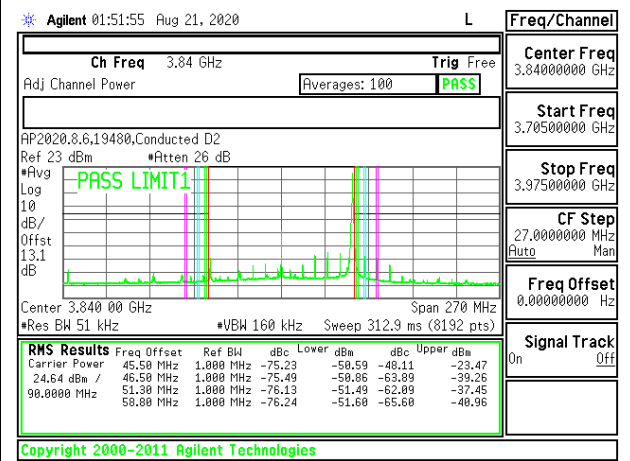 Agilent 01:51:55 Aug 21, 2020 L
Freq/Channel
Ch Freq 3.84 GHz Trig Free
Adj Channel Power Averages: 100 PASS
Center Freq
3.84000000 GHz
Start Freq
3.70500000 GHz
Stop Freq
3.97500000 GHz
CF Step
27.0000000 MHz
Auto Man
Freq Offset
0.00000000 Hz
Signal Track
On Off
AP2020.8.6,19480,Conducted D2
Ref 23 dBm #Atten 26 dB
#Avg
Log
10
dB/
Offst
13.1
dB
PASS LIMIT1
Center 3.840 00 GHz Span 270 MHz
#Res BW 51 kHz #VBW 160 kHz Sweep 312.9 ms (8192 pts)
RMS Results Freq Offset Ref BW dBc Lower dBm dBc Upper dBm
Carrier Power 45.50 MHz 1.000 MHz -75.23 -50.59 -48.11 -23.47
24.64 dBm / 46.50 MHz 1.000 MHz -75.49 -50.86 -63.89 -39.26
90.0000 MHz 51.30 MHz 1.000 MHz -76.13 -51.49 -62.09 -37.45
58.80 MHz 1.000 MHz -76.24 -51.60 -65.60 -40.96
Copyright 2000-2011 Agilent Technologies